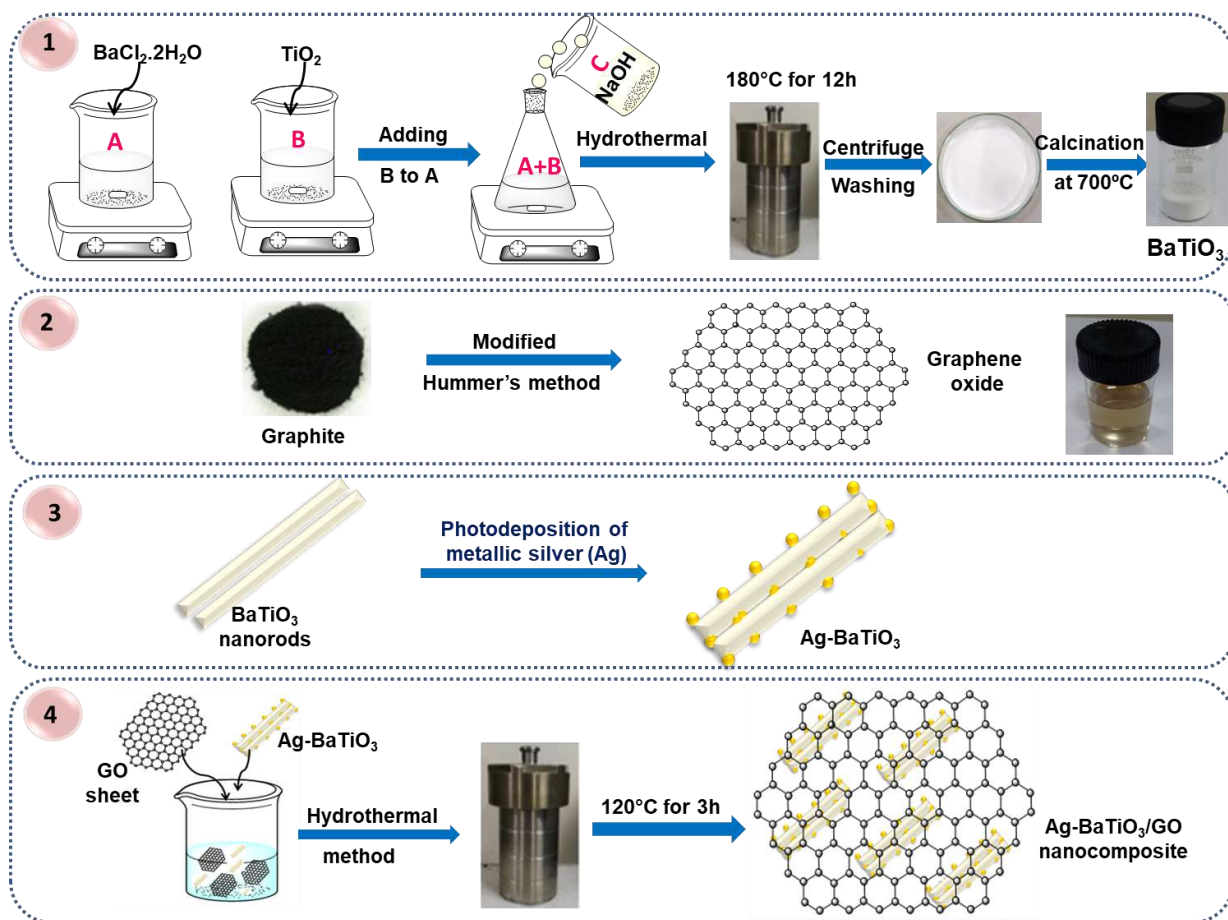 1
BaCl₂.2H₂O
TiO₂
A
B
Adding
B to A
C
NaOH
A+B
Hydrothermal
180°C for 12h
Centrifuge
Washing
Calcination
at 700ºC
BaTiO₃
2
Graphite
Modified
Hummer's method
Graphene
oxide
3
BaTiO₃
nanorods
Photodeposition of
metallic silver (Ag)
Ag-BaTiO₃
4
GO
sheet
Ag-BaTiO₃
Hydrothermal
method
120°C for 3h
Ag-BaTiO₃/GO
nanocomposite